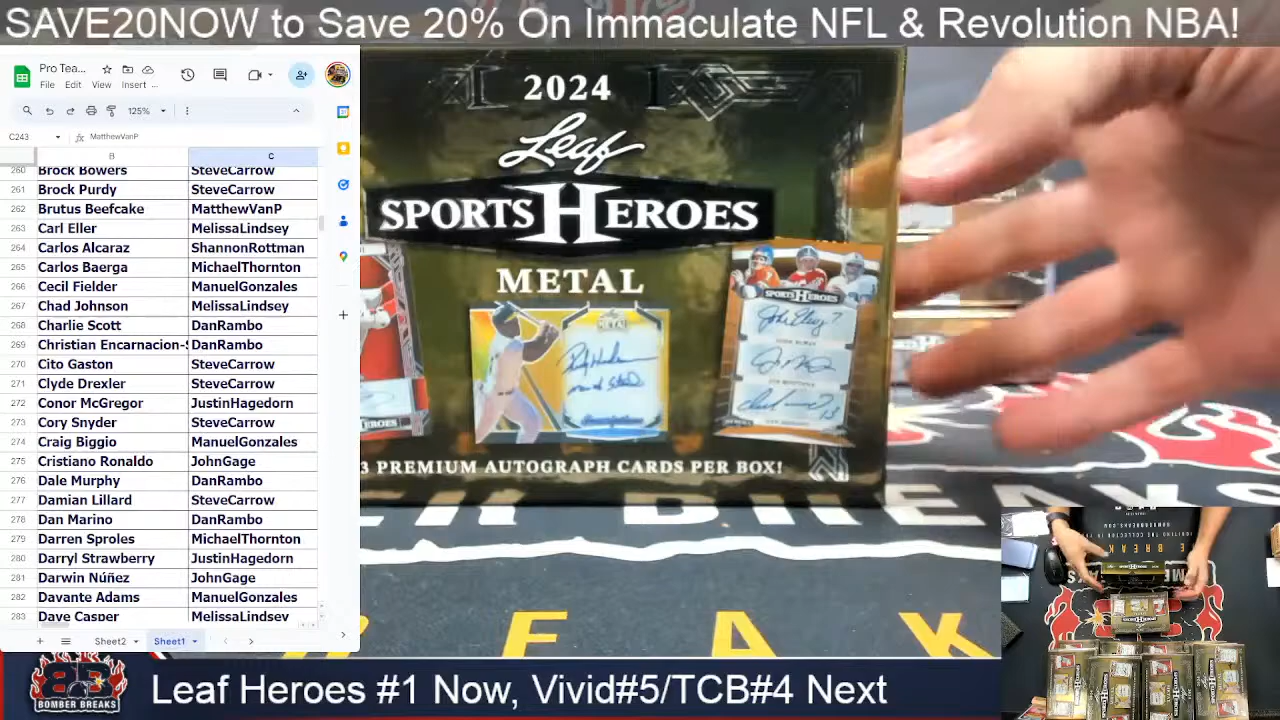 SAVE20NOW to Save 20% On Immaculate NFL & Revolution NBA!
Pro Tea...
File Edit View Insert ...
125%
C243 fx MatthewVanP
B C
260 Brock Bowers SteveCarrow
261 Brock Purdy SteveCarrow
262 Brutus Beefcake MatthewVanP
263 Carl Eller MelissaLindsey
264 Carlos Alcaraz ShannonRottman
265 Carlos Baerga MichaelThornton
266 Cecil Fielder ManuelGonzales
267 Chad Johnson MelissaLindsey
268 Charlie Scott DanRambo
269 Christian Encarnacion-S DanRambo
270 Cito Gaston SteveCarrow
271 Clyde Drexler SteveCarrow
272 Conor McGregor JustinHagedorn
273 Cory Snyder SteveCarrow
274 Craig Biggio ManuelGonzales
275 Cristiano Ronaldo JohnGage
276 Dale Murphy DanRambo
277 Damian Lillard SteveCarrow
278 Dan Marino DanRambo
279 Darren Sproles MichaelThornton
280 Darryl Strawberry JustinHagedorn
281 Darwin Núñez JohnGage
282 Davante Adams ManuelGonzales
283 Dave Casper MelissaLindsey
Sheet2 Sheet1
2024
Leaf
SPORTS HEROES
METAL
SPORTS HEROES
3 PREMIUM AUTOGRAPH CARDS PER BOX!
ER BREAKS
E A K
BOMBER BREAKS
Leaf Heroes #1 Now, Vivid#5/TCB#4 Next